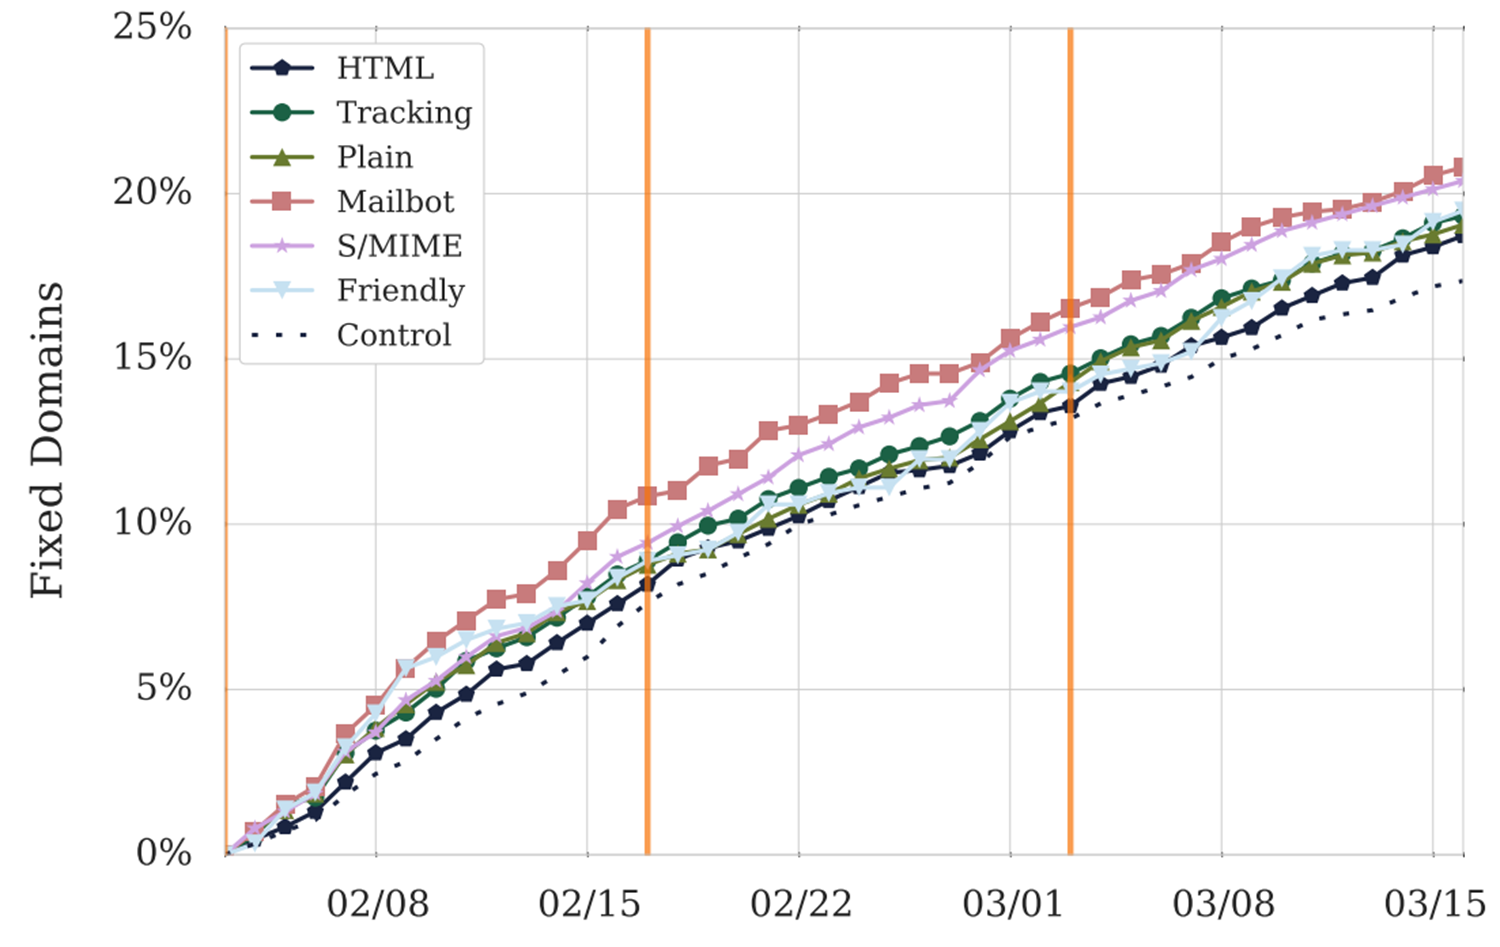 Fixed Domains
25%
20%
15%
10%
5%
0%
HTML
Tracking
Plain
Mailbot
S/MIME
Friendly
Control
02/08
02/15
02/22
03/01
03/08
03/15